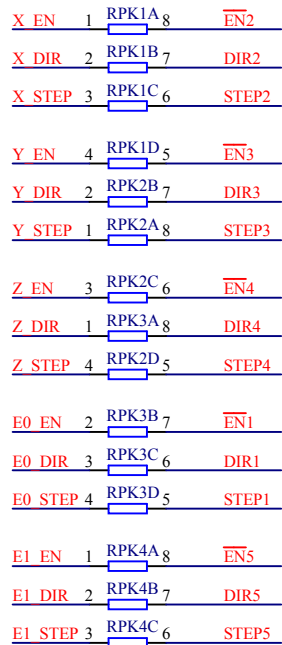 X_EN 1 RPK1A 8 EN2
X_DIR 2 RPK1B 7 DIR2
X_STEP 3 RPK1C 6 STEP2
Y_EN 4 RPK1D 5 EN3
Y_DIR 2 RPK2B 7 DIR3
Y_STEP 1 RPK2A 8 STEP3
Z_EN 3 RPK2C 6 EN4
Z_DIR 1 RPK3A 8 DIR4
Z_STEP 4 RPK2D 5 STEP4
E0_EN 2 RPK3B 7 EN1
E0_DIR 3 RPK3C 6 DIR1
E0_STEP 4 RPK3D 5 STEP1
E1_EN 1 RPK4A 8 EN5
E1_DIR 2 RPK4B 7 DIR5
E1_STEP 3 RPK4C 6 STEP5